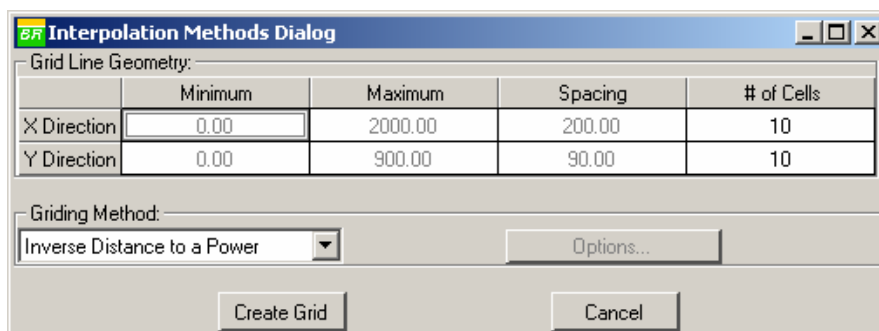 BR Interpolation Methods Dialog
Grid Line Geometry:
Minimum Maximum Spacing # of Cells
X Direction 0.00 2000.00 200.00 10
Y Direction 0.00 900.00 90.00 10
Griding Method:
Inverse Distance to a Power Options...
Create Grid Cancel